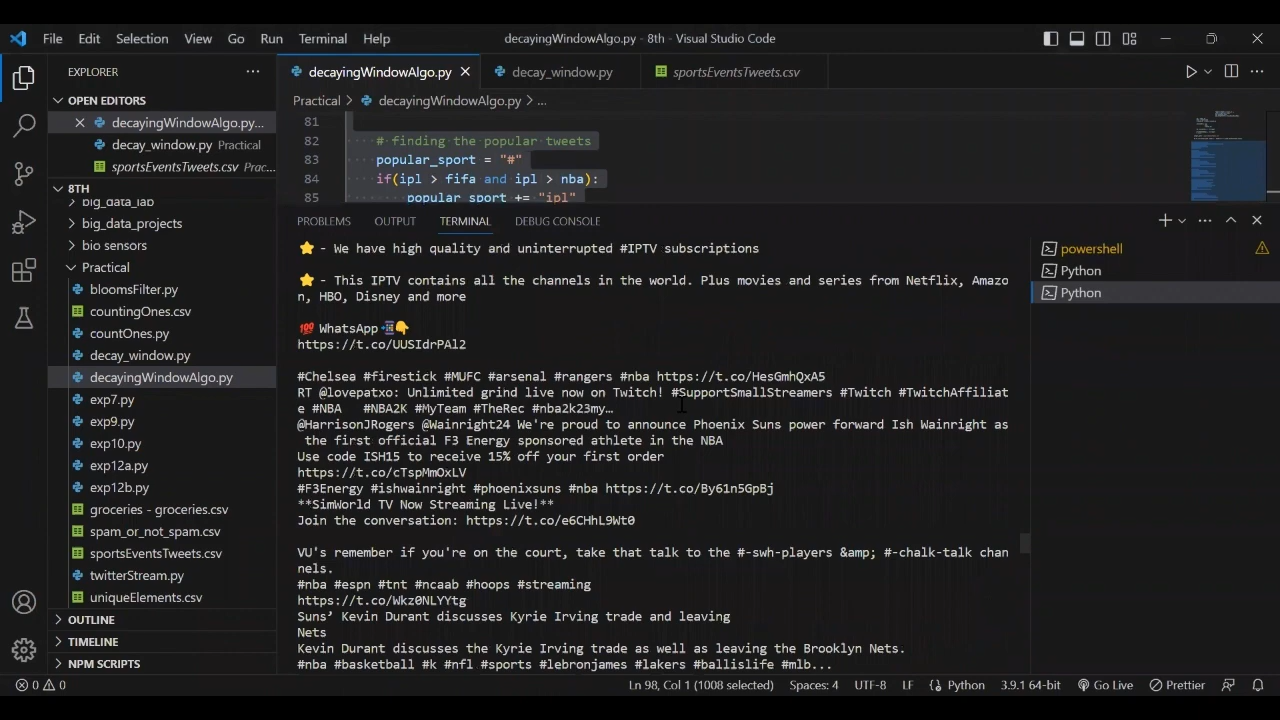 File Edit Selection View Go Run Terminal Help decayingWindowAlgo.py - 8th - Visual Studio Code
EXPLORER
OPEN EDITORS
decayingWindowAlgo.py...
decay_window.py Practical
sportsEventsTweets.csv Prac...
8TH
big_data_lab
big_data_projects
bio sensors
Practical
bloomsFilter.py
countingOnes.csv
countOnes.py
decay_window.py
decayingWindowAlgo.py
exp7.py
exp9.py
exp10.py
exp12a.py
exp12b.py
groceries - groceries.csv
spam_or_not_spam.csv
sportsEventsTweets.csv
twitterStream.py
uniqueElements.csv
OUTLINE
TIMELINE
NPM SCRIPTS
decayingWindowAlgo.py decay_window.py sportsEventsTweets.csv
Practical > decayingWindowAlgo.py > ...
81
82 # finding the popular tweets
83 popular_sport = "#"
84 if(ipl > fifa and ipl > nba):
85 popular_sport += "ipl"
PROBLEMS OUTPUT TERMINAL DEBUG CONSOLE
⭐ - We have high quality and uninterrupted #IPTV subscriptions
⭐ - This IPTV contains all the channels in the world. Plus movies and series from Netflix, Amazo
n, HBO, Disney and more
💯 WhatsApp 📲👇
https://t.co/UUSIdrPAl2
#Chelsea #firestick #MUFC #arsenal #rangers #nba https://t.co/HesGmhQxA5
RT @lovepatxo: Unlimited grind live now on Twitch! #SupportSmallStreamers #Twitch #TwitchAffiliat
e #NBA #NBA2K #MyTeam #TheRec #nba2k23my…
@HarrisonJRogers @Wainright24 We're proud to announce Phoenix Suns power forward Ish Wainright as
the first official F3 Energy sponsored athlete in the NBA
Use code ISH15 to receive 15% off your first order
https://t.co/cTspMmOxLV
#F3Energy #ishwainright #phoenixsuns #nba https://t.co/By61n5GpBj
**SimWorld TV Now Streaming Live!**
Join the conversation: https://t.co/e6CHhL9Wt0
VU's remember if you're on the court, take that talk to the #-swh-players &amp; #-chalk-talk chan
nels.
#nba #espn #tnt #ncaab #hoops #streaming
https://t.co/Wkz0NLYYtg
Suns’ Kevin Durant discusses Kyrie Irving trade and leaving
Nets
Kevin Durant discusses the Kyrie Irving trade as well as leaving the Brooklyn Nets.
#nba #basketball #k #nfl #sports #lebronjames #lakers #ballislife #mlb...
powershell
Python
Python
0 0 Ln 98, Col 1 (1008 selected) Spaces: 4 UTF-8 LF Python 3.9.1 64-bit Go Live Prettier